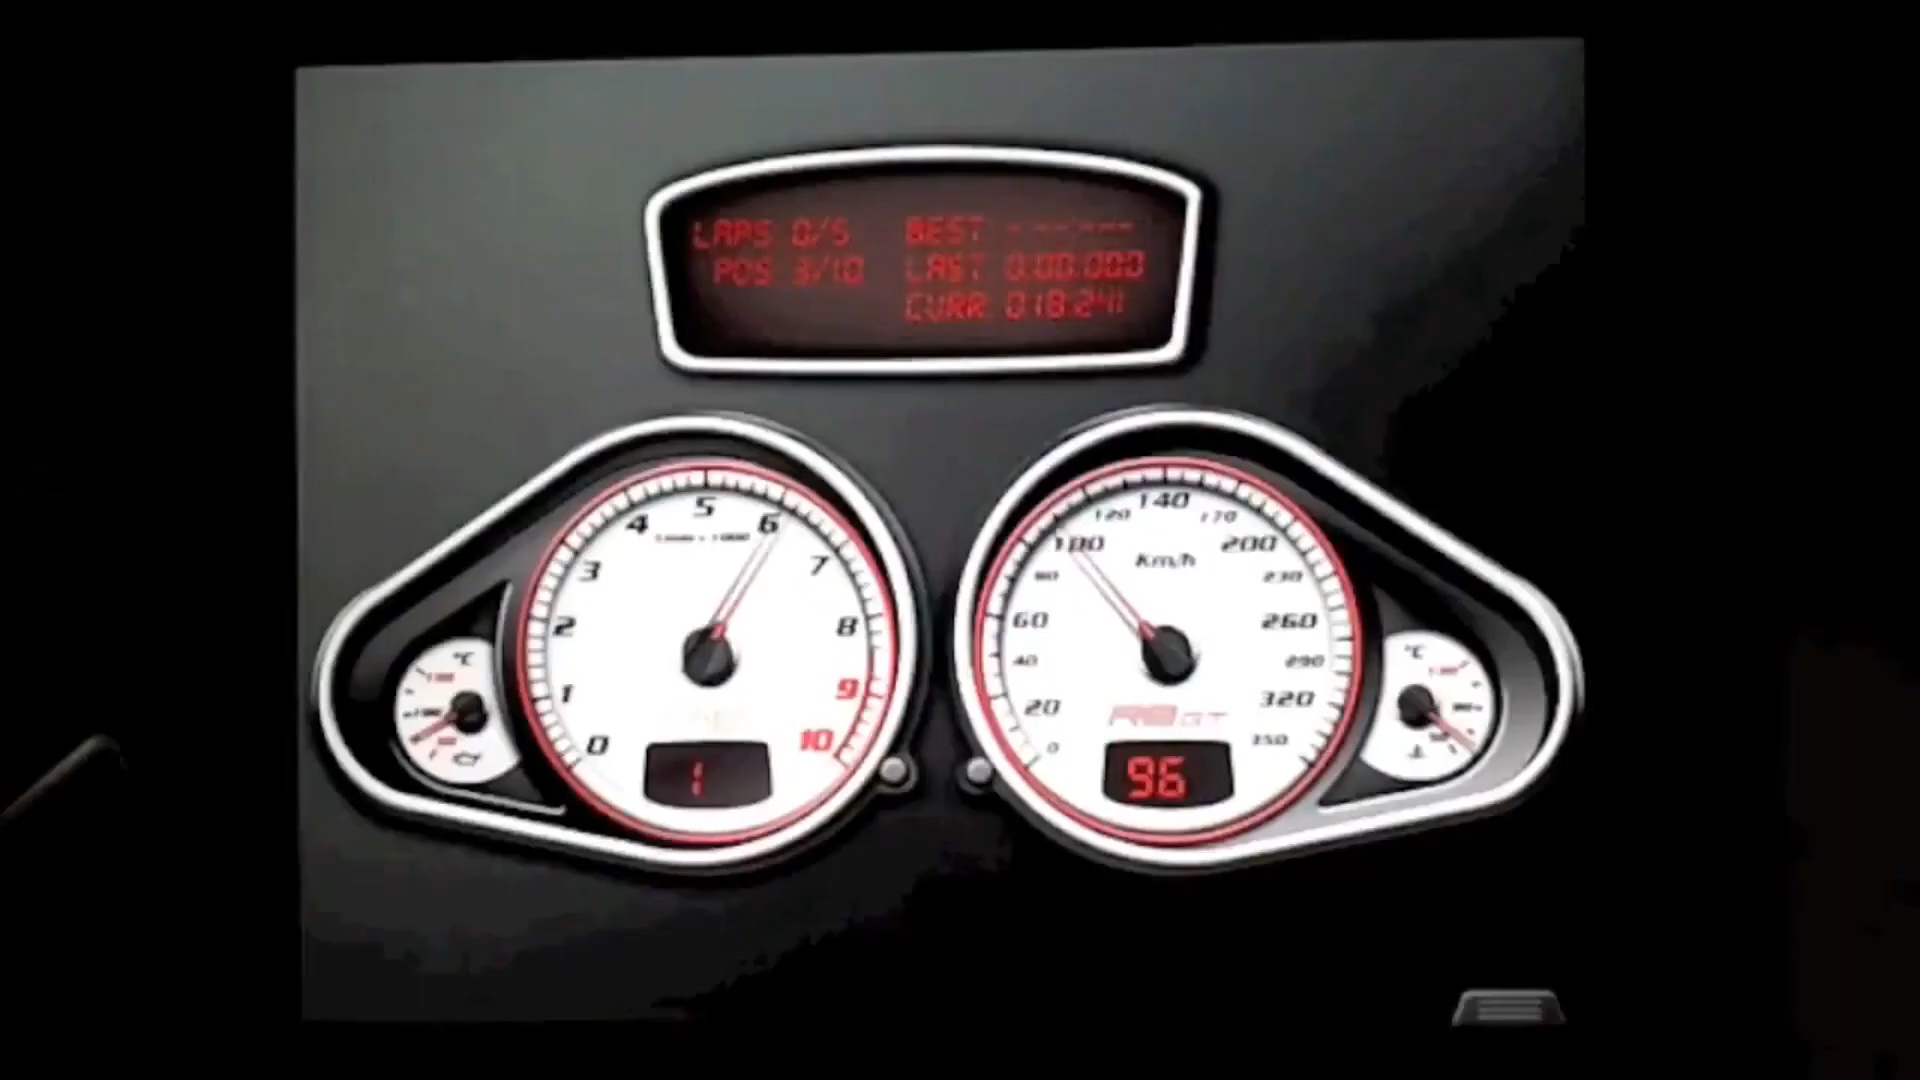 LAPS 0/5 BEST -------
POS 3/10 LAST 0:00.000
CURR 0:18.241
0 1 2 3 4 5 6 7 8 9 10
1
0 20 40 60 80 100 120 140 170 200 230 260 290 320 350
Km/h
R8 GT
96
°C
°C